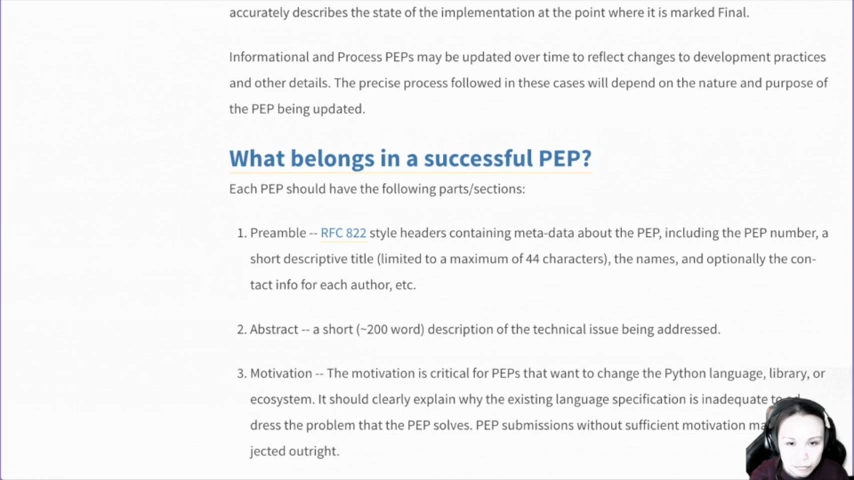 accurately describes the state of the implementation at the point where it is marked Final.
Informational and Process PEPs may be updated over time to reflect changes to development practices
and other details. The precise process followed in these cases will depend on the nature and purpose of
the PEP being updated.
What belongs in a successful PEP?
Each PEP should have the following parts/sections:
1. Preamble -- RFC 822 style headers containing meta-data about the PEP, including the PEP number, a
short descriptive title (limited to a maximum of 44 characters), the names, and optionally the con-
tact info for each author, etc.
2. Abstract -- a short (~200 word) description of the technical issue being addressed.
3. Motivation -- The motivation is critical for PEPs that want to change the Python language, library, or
ecosystem. It should clearly explain why the existing language specification is inadequate to
dress the problem that the PEP solves. PEP submissions without sufficient motivation
jected outright.